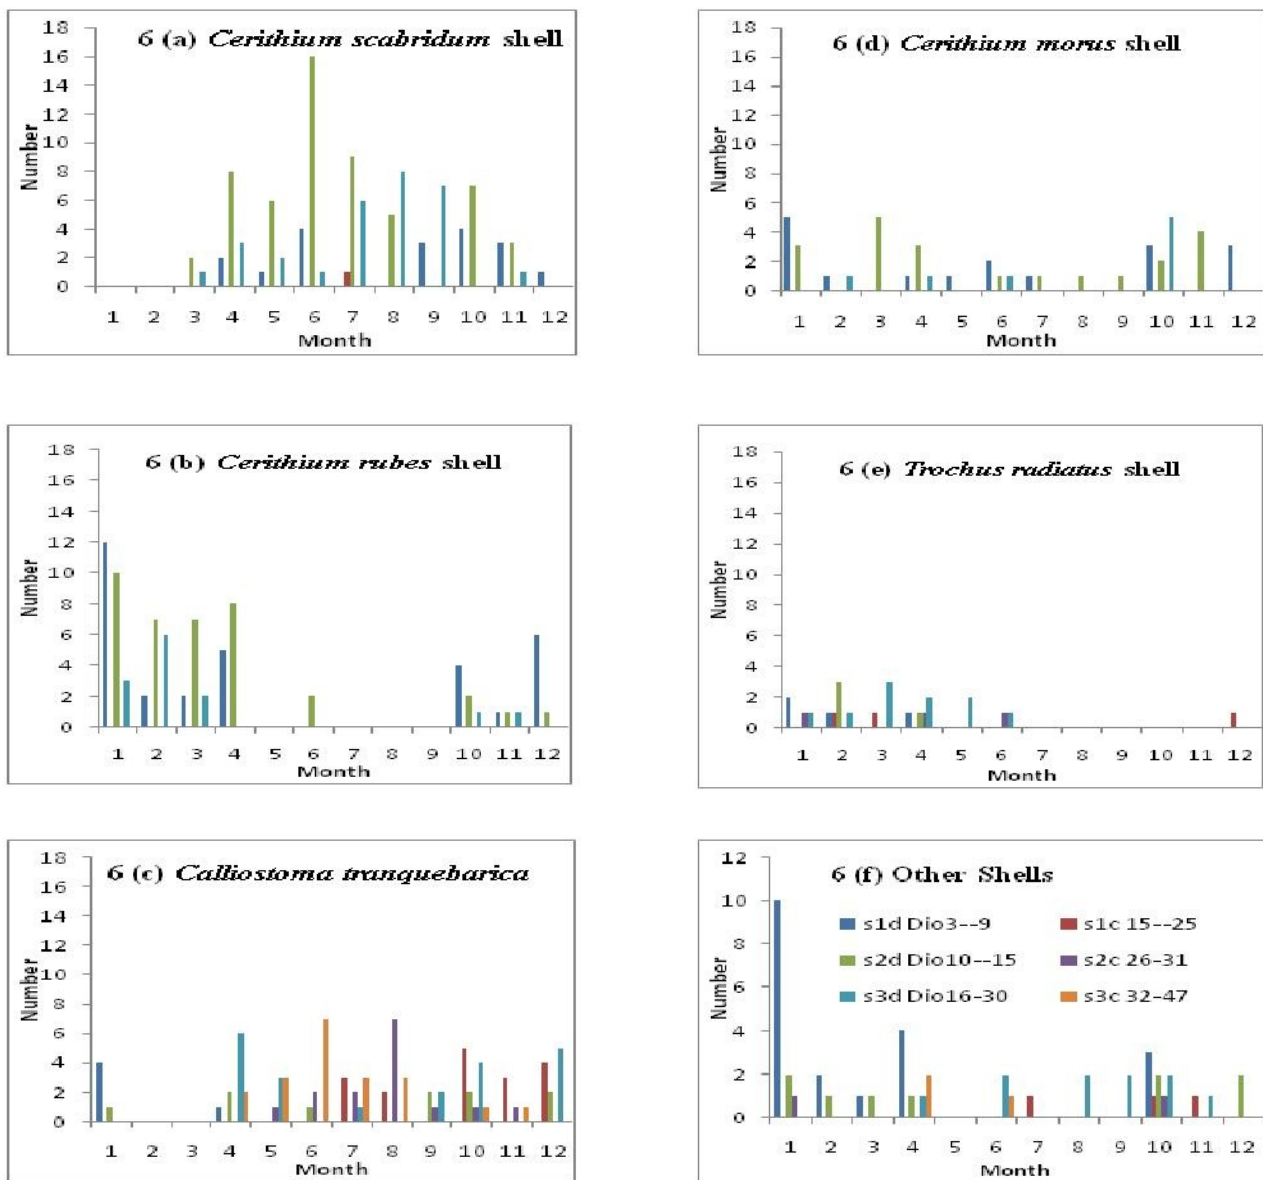 6 (a) Cerithium scabridum shell
Number
18
16
14
12
10
8
6
4
2
0
1 2 3 4 5 6 7 8 9 10 11 12
Month
6 (d) Cerithium morus shell
Number
18
16
14
12
10
8
6
4
2
0
1 2 3 4 5 6 7 8 9 10 11 12
Month
6 (b) Cerithium rubes shell
Number
18
16
14
12
10
8
6
4
2
0
1 2 3 4 5 6 7 8 9 10 11 12
Month
6 (e) Trochus radiatus shell
Number
18
16
14
12
10
8
6
4
2
0
1 2 3 4 5 6 7 8 9 10 11 12
Month
6 (c) Calliostoma tranquebarica
Number
18
16
14
12
10
8
6
4
2
0
1 2 3 4 5 6 7 8 9 10 11 12
Month
6 (f) Other Shells
s1d Dio3--9 s1c 15--25
s2d Dio10--15 s2c 26-31
s3d Dio16-30 s3c 32-47
Number
12
10
8
6
4
2
0
1 2 3 4 5 6 7 8 9 10 11 12
Month